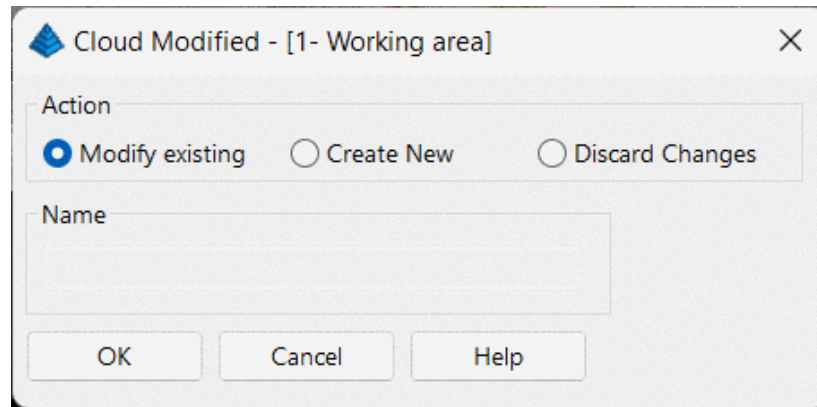 Cloud Modified - [1- Working area]
Action
Modify existing Create New Discard Changes
Name
OK Cancel Help